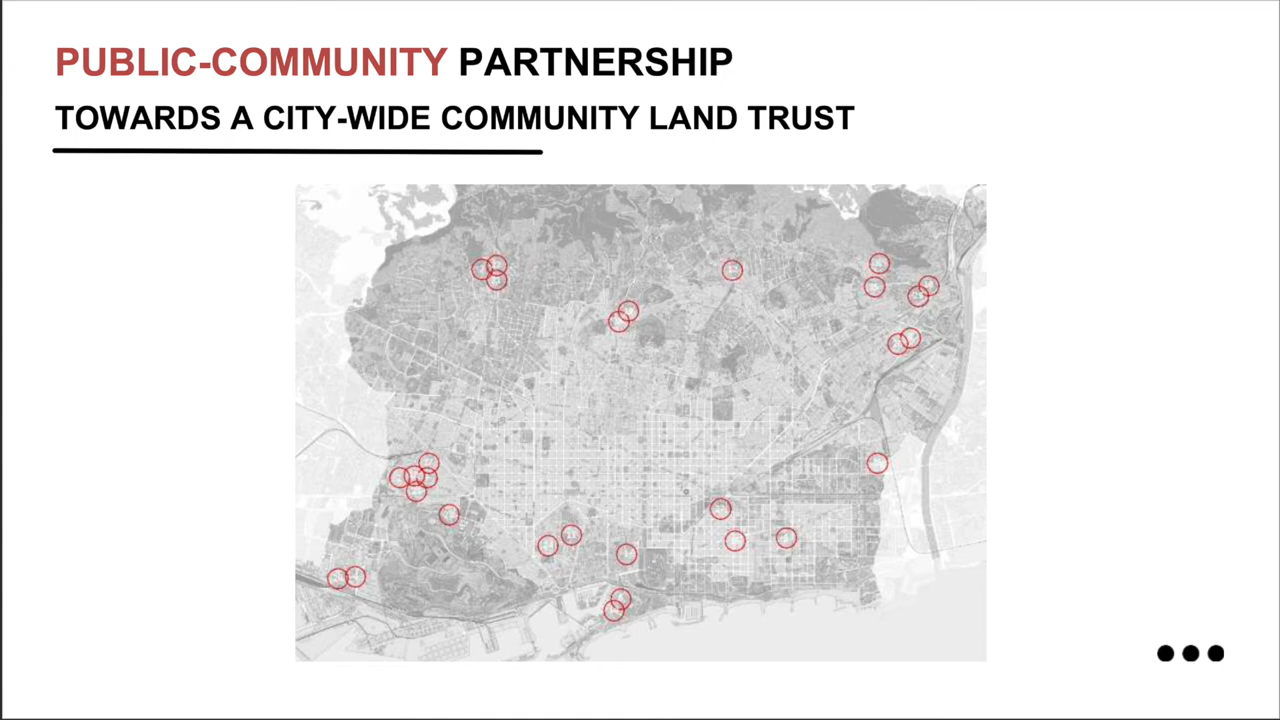 PUBLIC-COMMUNITY PARTNERSHIP
TOWARDS A CITY-WIDE COMMUNITY LAND TRUST